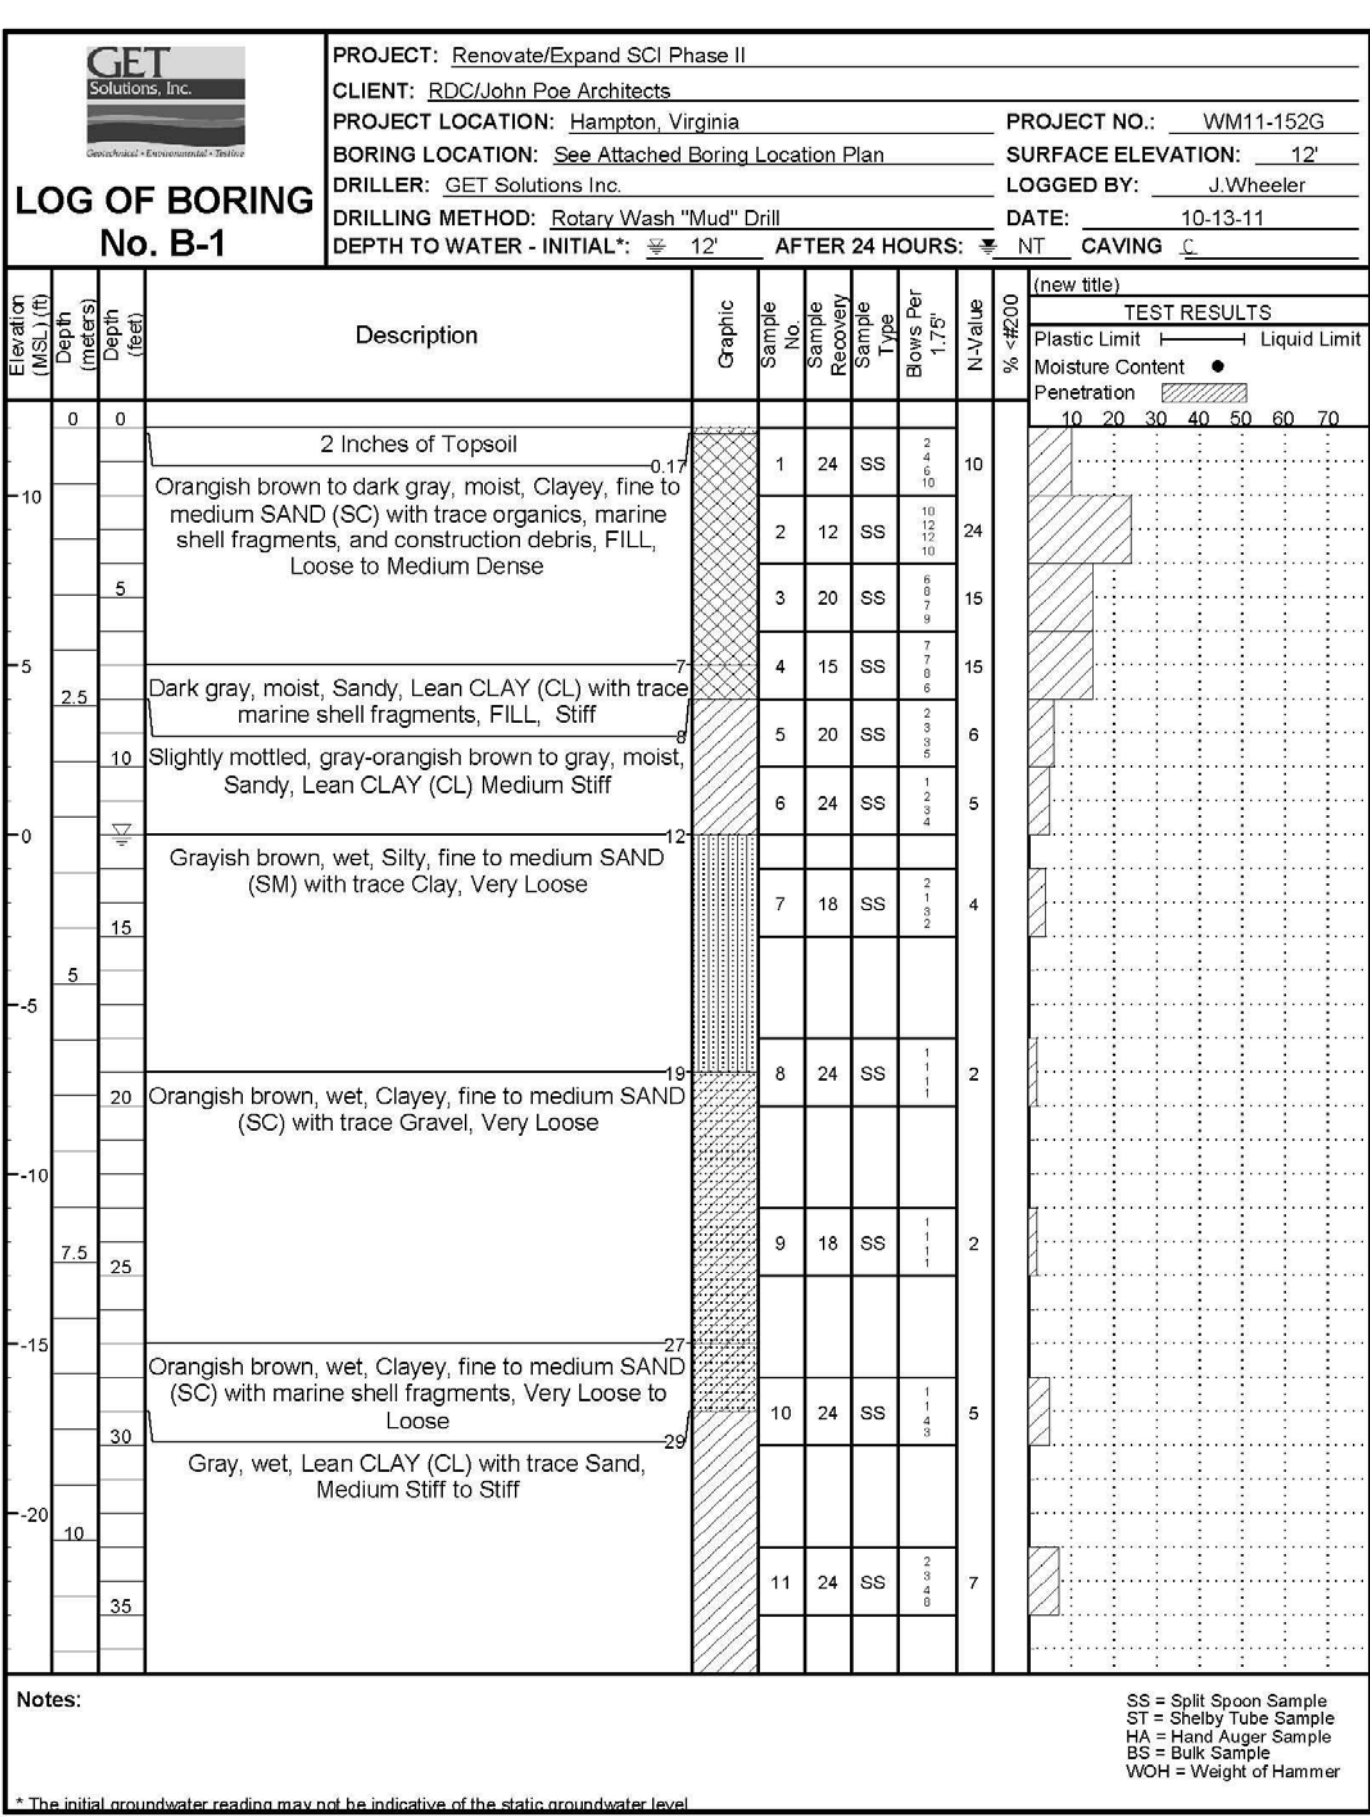 GET
Solutions, Inc.
Geotechnical • Environmental • Testing
LOG OF BORING
No. B-1
PROJECT: Renovate/Expand SCI Phase II
CLIENT: RDC/John Poe Architects
PROJECT LOCATION: Hampton, Virginia PROJECT NO.: WM11-152G
BORING LOCATION: See Attached Boring Location Plan SURFACE ELEVATION: 12'
DRILLER: GET Solutions Inc. LOGGED BY: J.Wheeler
DRILLING METHOD: Rotary Wash "Mud" Drill DATE: 10-13-11
DEPTH TO WATER - INITIAL*: 12' AFTER 24 HOURS: NT CAVING C
Elevation (MSL) (ft)
Depth (meters)
Depth (feet)
Description
Graphic
Sample No.
Sample Recovery
Sample Type
Blows Per 1.75"
N-Value
% <#200
(new title)
TEST RESULTS
Plastic Limit Liquid Limit
Moisture Content
Penetration
10 20 30 40 50 60 70
0 0
2 Inches of Topsoil
0.17
1 24 SS 2 4 6 10 10
Orangish brown to dark gray, moist, Clayey, fine to
10
medium SAND (SC) with trace organics, marine
shell fragments, and construction debris, FILL,
Loose to Medium Dense
2 12 SS 10 12 12 10 24
5
3 20 SS 6 8 7 9 15
5
7
4 15 SS 7 7 8 6 15
Dark gray, moist, Sandy, Lean CLAY (CL) with trace
marine shell fragments, FILL, Stiff
2.5
8
5 20 SS 2 3 3 5 6
Slightly mottled, gray-orangish brown to gray, moist,
Sandy, Lean CLAY (CL) Medium Stiff
10
6 24 SS 1 2 3 4 5
0
12
Grayish brown, wet, Silty, fine to medium SAND
(SM) with trace Clay, Very Loose
7 18 SS 2 1 3 2 4
15
5
-5
19
8 24 SS 1 1 1 1 2
Orangish brown, wet, Clayey, fine to medium SAND
(SC) with trace Gravel, Very Loose
20
-10
9 18 SS 1 1 1 1 2
7.5
25
-15
27
Orangish brown, wet, Clayey, fine to medium SAND
(SC) with marine shell fragments, Very Loose to
Loose
10 24 SS 1 1 4 3 5
30
29
Gray, wet, Lean CLAY (CL) with trace Sand,
Medium Stiff to Stiff
-20
10
11 24 SS 2 3 4 8 7
35
Notes:
SS = Split Spoon Sample
ST = Shelby Tube Sample
HA = Hand Auger Sample
BS = Bulk Sample
WOH = Weight of Hammer
* The initial groundwater reading may not be indicative of the static groundwater level